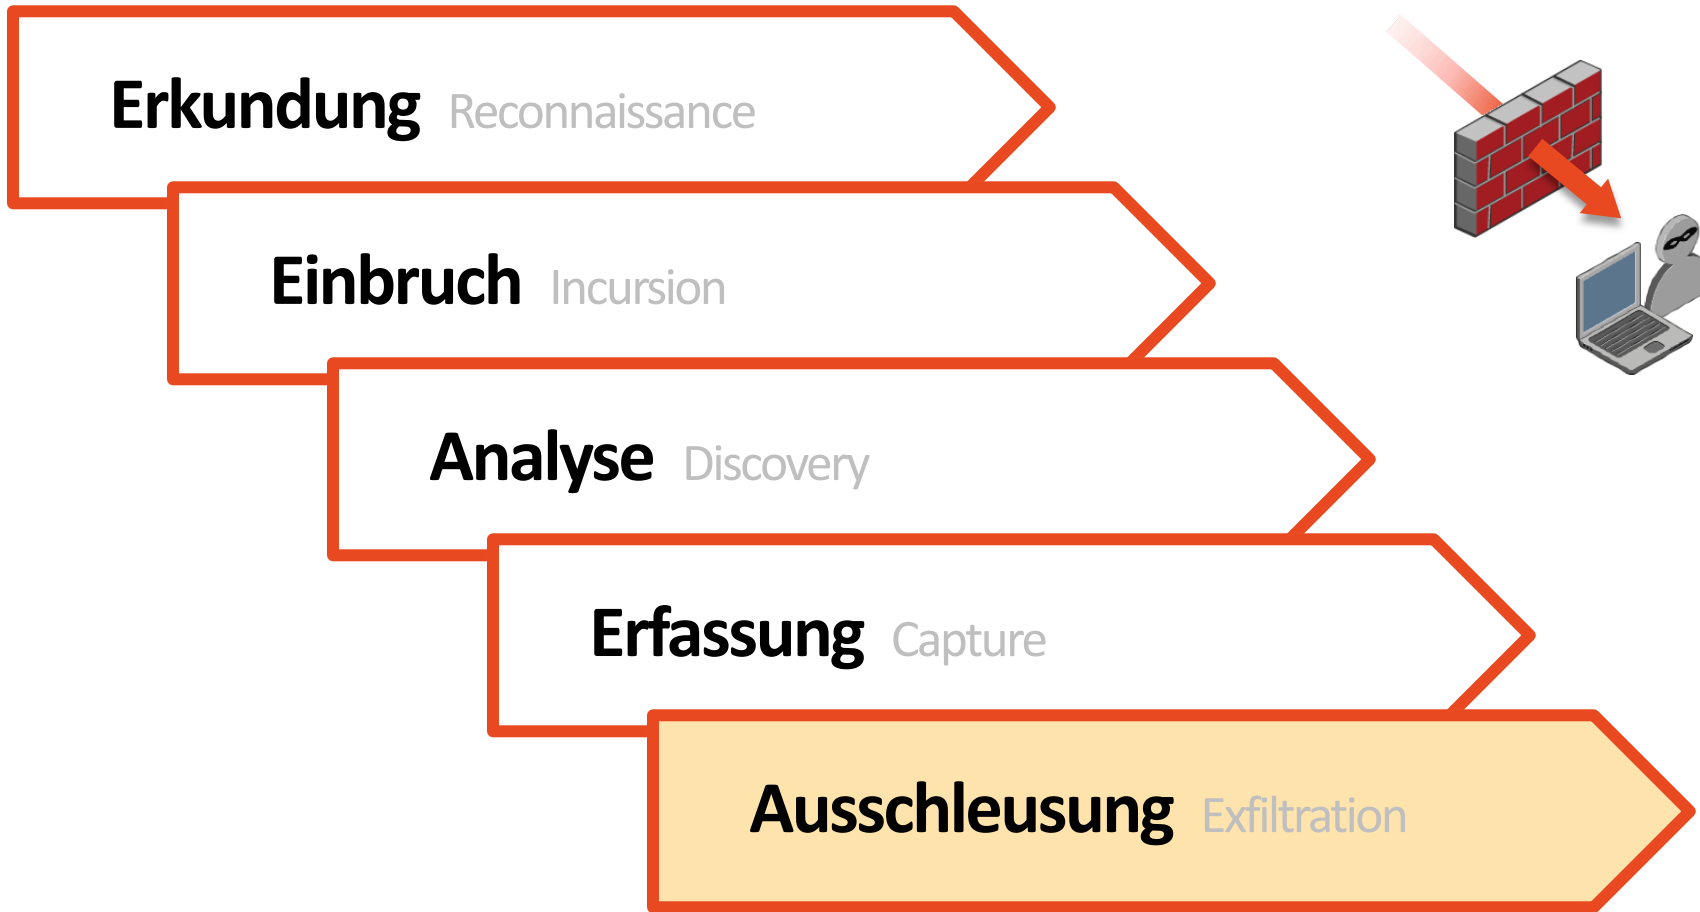 Erkundung Reconnaissance
Einbruch Incursion
Analyse Discovery
Erfassung Capture
Ausschleusung Exfiltration